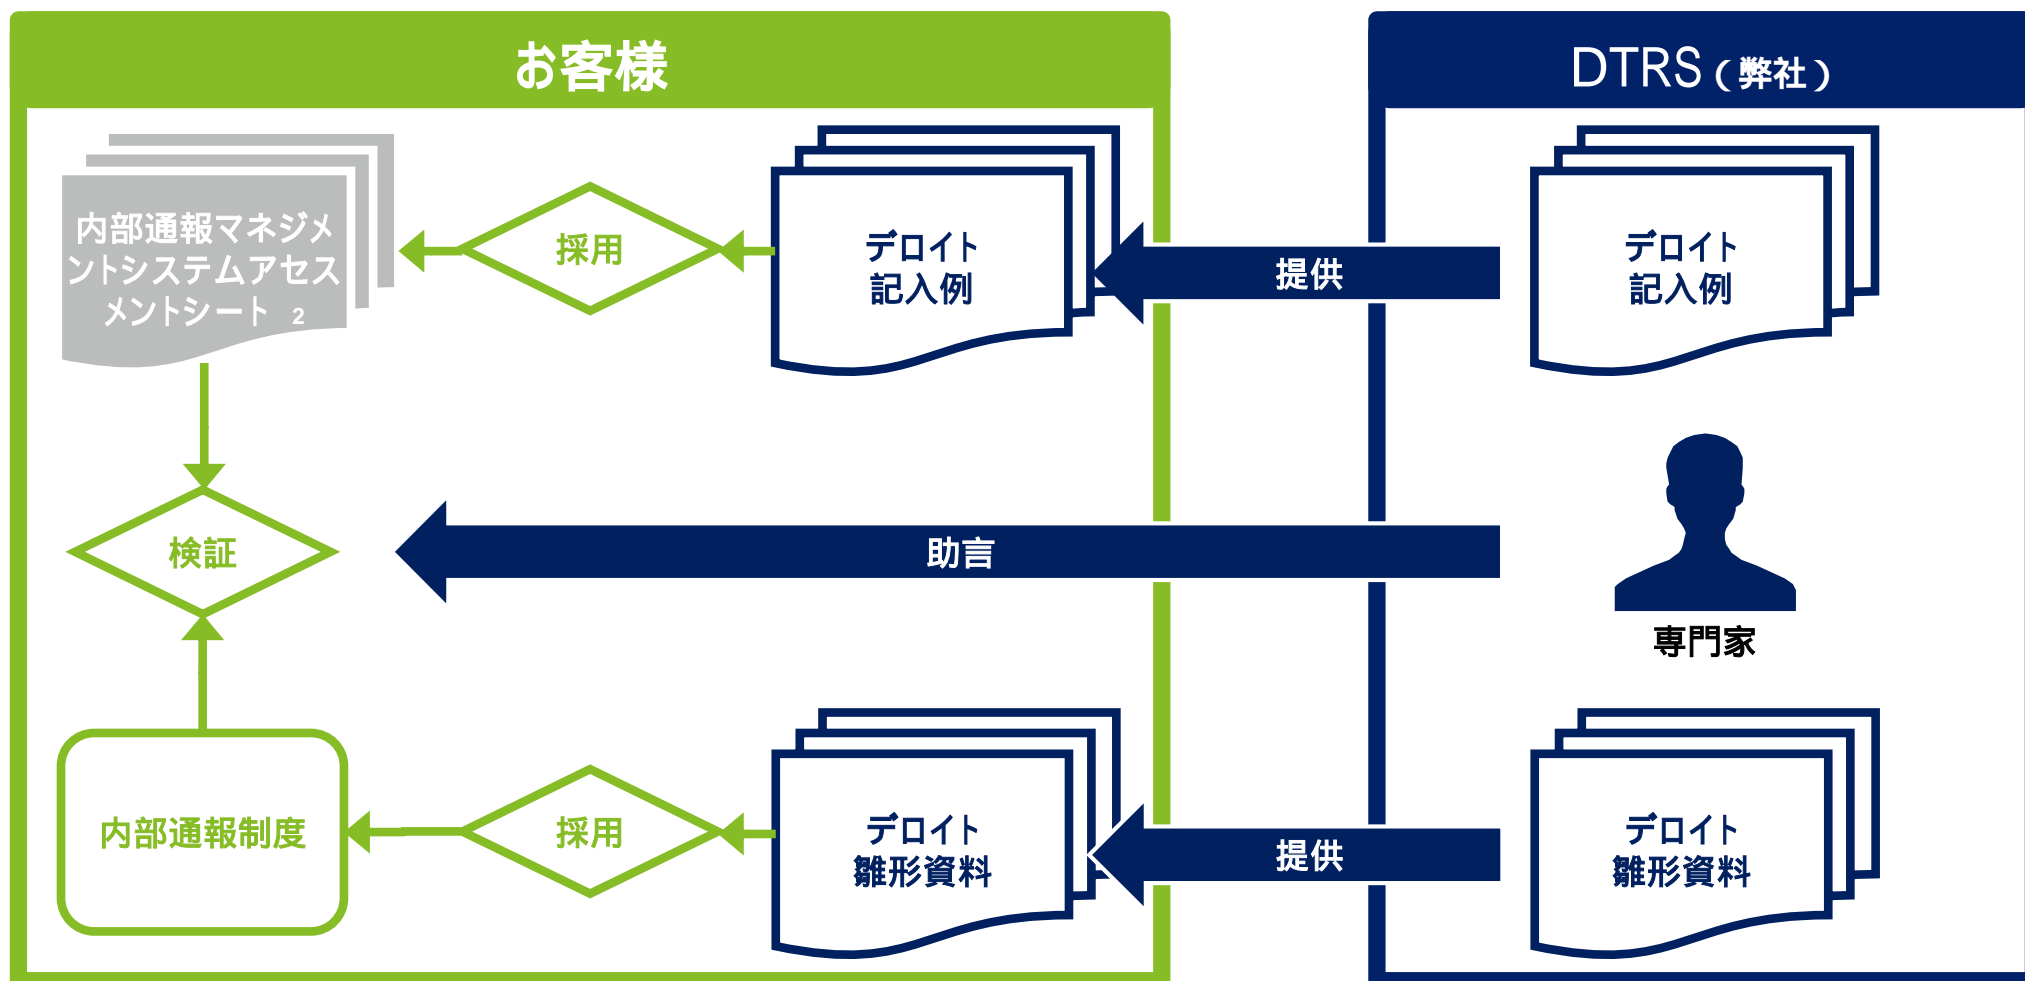 お客様
DTRS（弊社）
内部通報マネジメ
ントシステムアセス
メントシート 2
採用
デロイト
記入例
提供
デロイト
記入例
検証
助言
専門家
内部通報制度
採用
デロイト
雛形資料
提供
デロイト
雛形資料